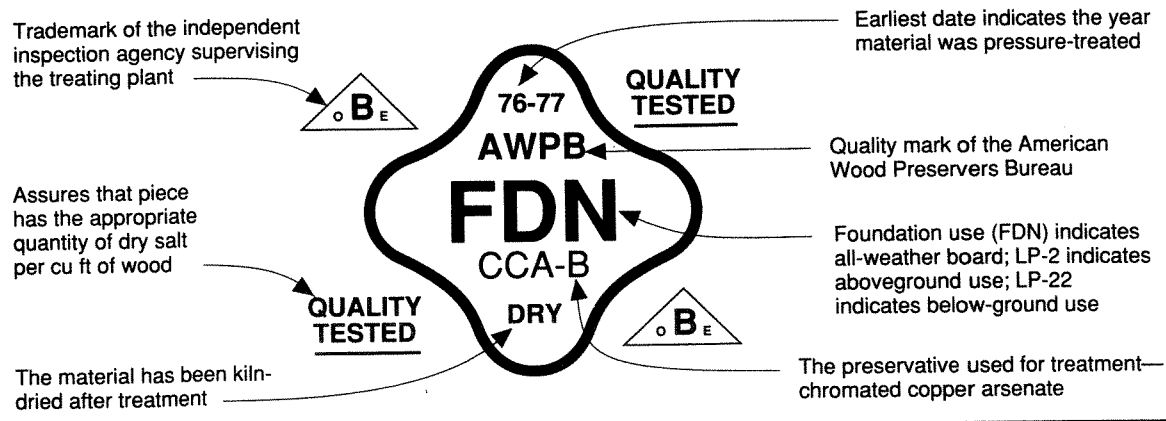 Trademark of the independent
inspection agency supervising
the treating plant
Earliest date indicates the year
material was pressure-treated
O B E
76-77
QUALITY
TESTED
AWPB
Quality mark of the American
Wood Preservers Bureau
Assures that piece
has the appropriate
quantity of dry salt
per cu ft of wood
FDN
Foundation use (FDN) indicates
all-weather board; LP-2 indicates
aboveground use; LP-22
indicates below-ground use
CCA-B
QUALITY
TESTED
DRY
O B E
The material has been kiln-
dried after treatment
The preservative used for treatment—
chromated copper arsenate